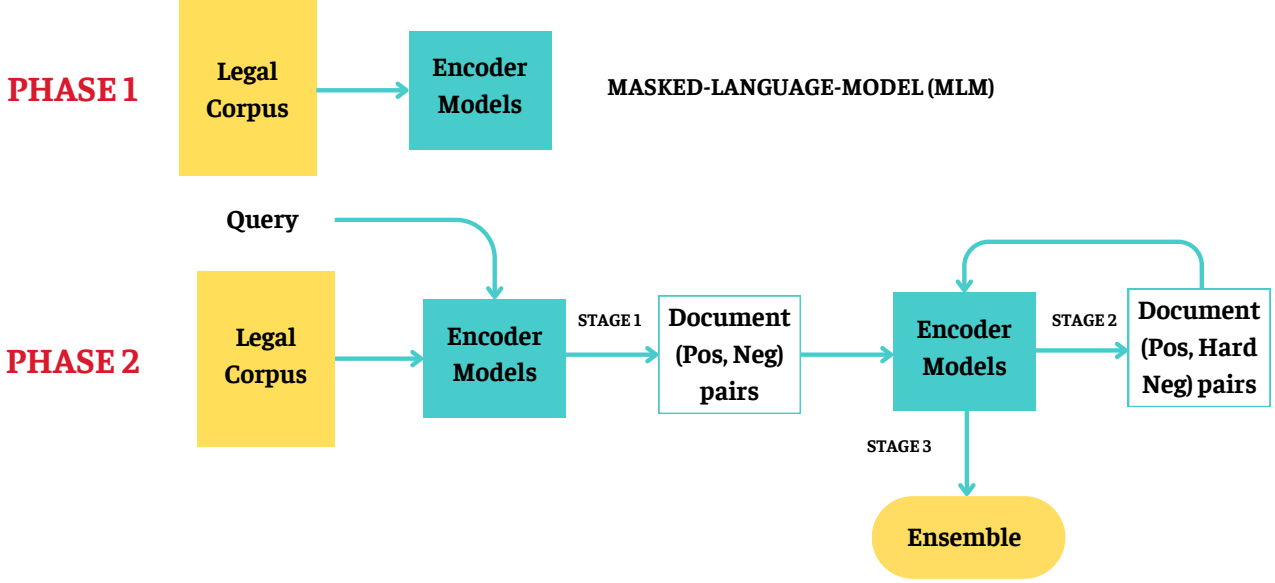 PHASE 1
Legal
Corpus
Encoder
Models
MASKED-LANGUAGE-MODEL (MLM)
Query
PHASE 2
Legal
Corpus
Encoder
Models
STAGE 1
Document
(Pos, Neg)
pairs
Encoder
Models
STAGE 2
Document
(Pos, Hard
Neg) pairs
STAGE 3
Ensemble